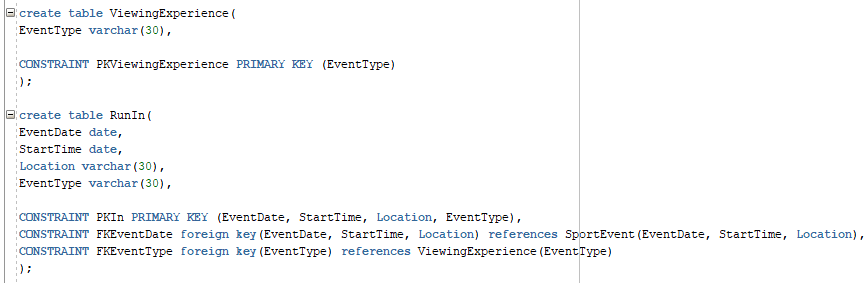 create table ViewingExperience(
EventType varchar(30),
CONSTRAINT PKViewingExperience PRIMARY KEY (EventType)
);
create table RunIn(
EventDate date,
StartTime date,
Location varchar(30),
EventType varchar(30),
CONSTRAINT PKIn PRIMARY KEY (EventDate, StartTime, Location, EventType),
CONSTRAINT FKEventDate foreign key(EventDate, StartTime, Location) references SportEvent(EventDate, StartTime, Location),
CONSTRAINT FKEventType foreign key(EventType) references ViewingExperience(EventType)
);